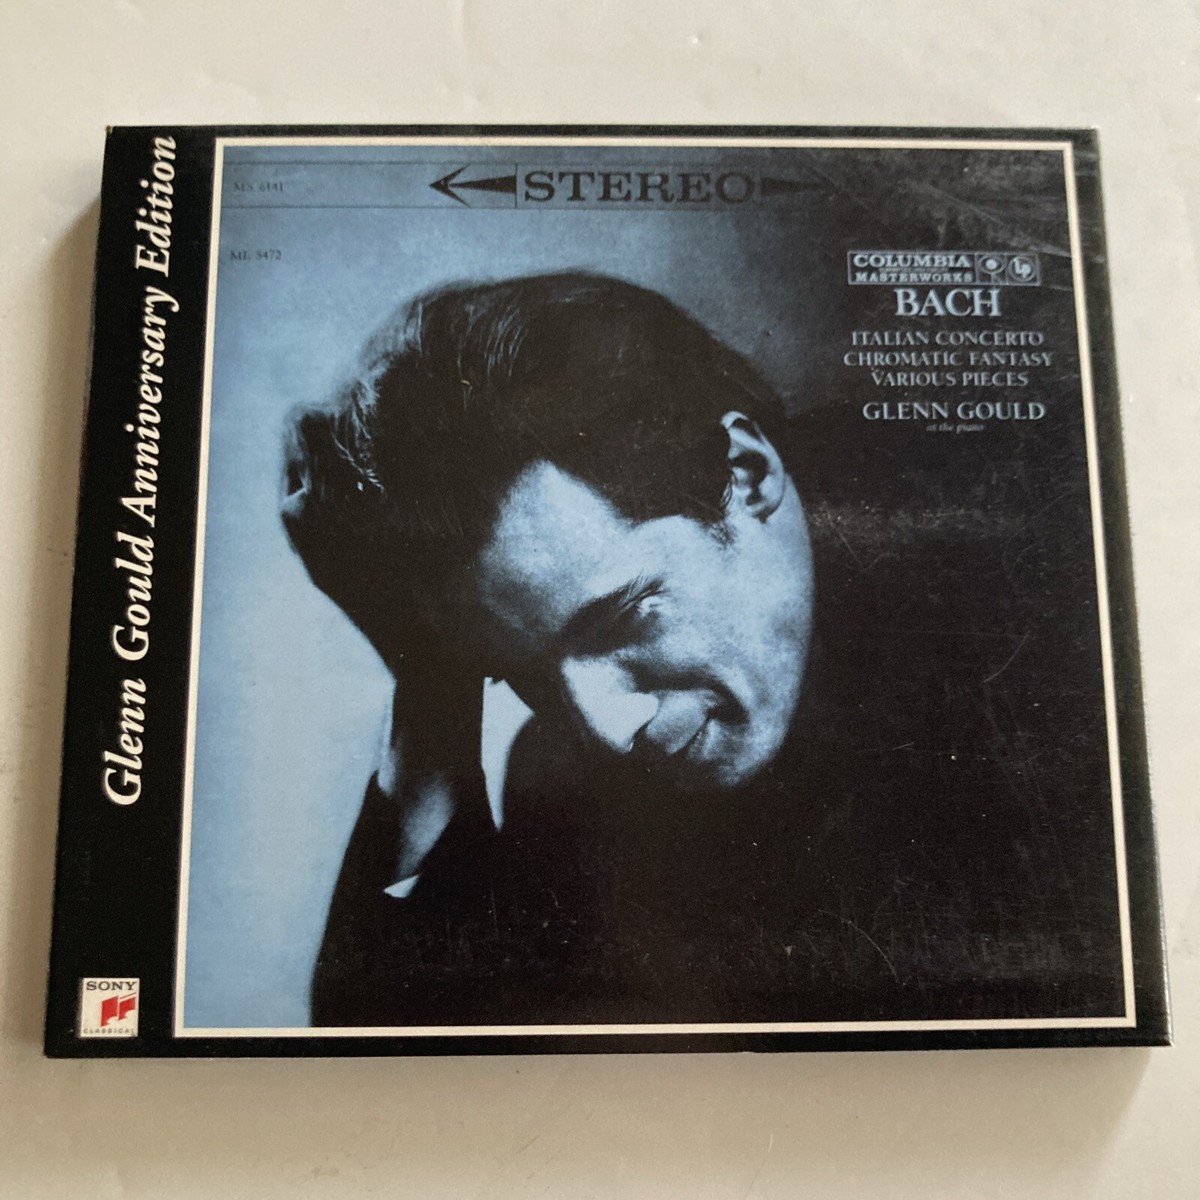 Glenn Gould Anniversary Edition
SONY
CLASSICAL
MS 6141
STEREO
ML 5472
COLUMBIA
MASTERWORKS
LP
BACH
ITALIAN CONCERTO
CHROMATIC FANTASY
VARIOUS PIECES
GLENN GOULD
at the piano